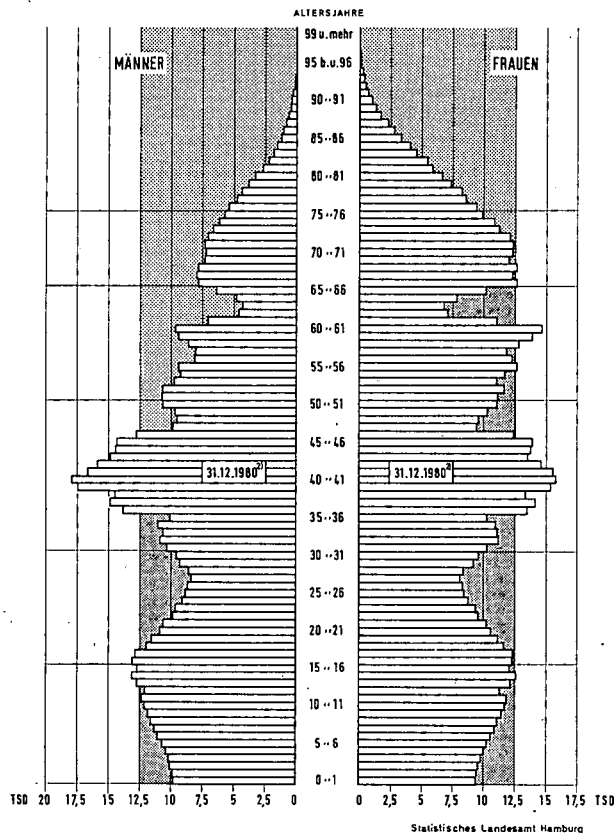 ALTERSJAHRE
99 u. mehr
MÄNNER 95 b. u. 96 FRAUEN
90 " 91
85 " 86
80 " 81
75 " 76
70 " 71
65 " 66
60 " 61
55 " 56
50 " 51
45 " 46
31.12.1980²⁾ 40 " 41 31.12.1980²⁾
35 " 36
30 " 31
25 " 26
20 " 21
15 " 16
10 " 11
5 " 6
0 " 1
TSD 20 17,5 15 12,5 10 7,5 5 2,5 0 0 2,5 5 7,5 10 12,5 15 17,5 TSD
Statistisches Landesamt Hamburg